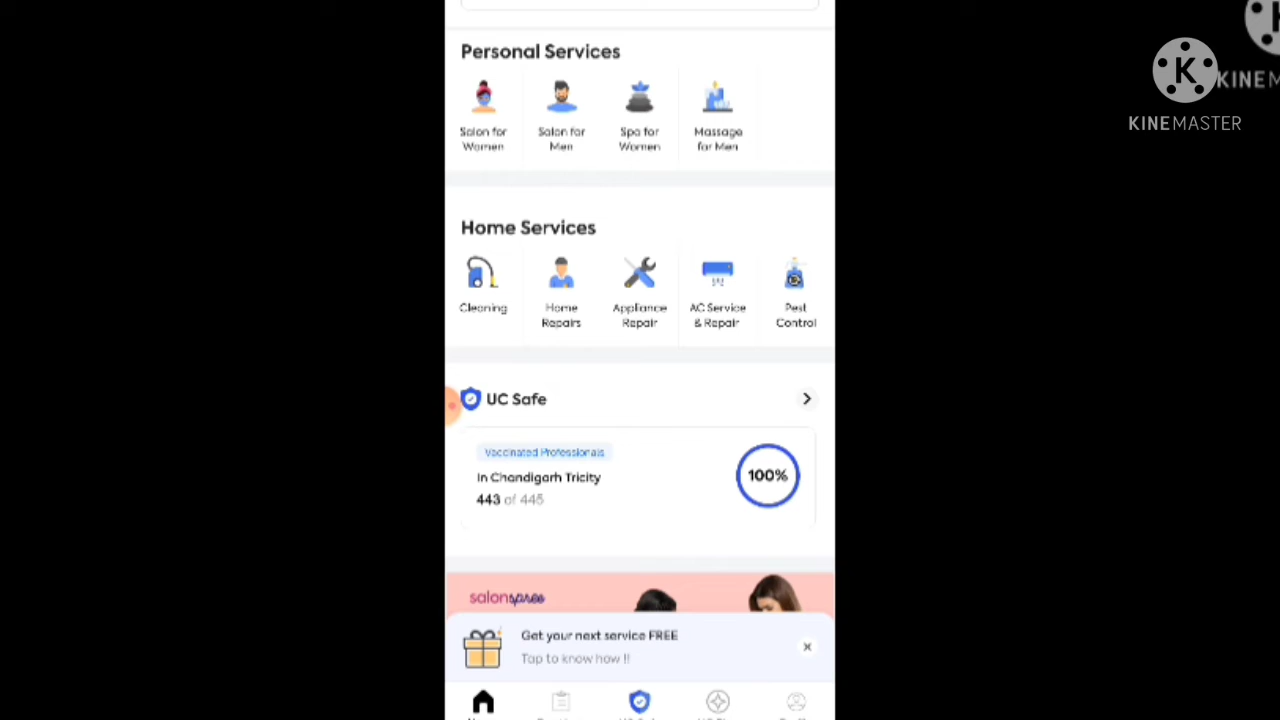 Personal Services
Salon for Women
Salon for Men
Spa for Women
Massage for Men
Home Services
Cleaning
Home Repairs
Appliance Repair
AC Service & Repair
Pest Control
UC Safe
Vaccinated Professionals
In Chandigarh Tricity
100%
443 of 445
salonspree
Get your next service FREE
Tap to know how !!
KINEMASTER